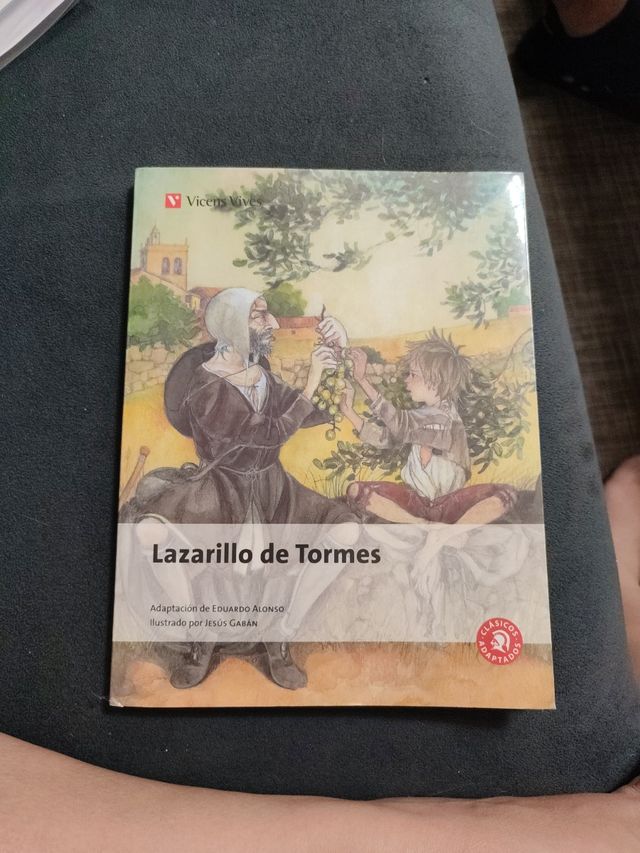 Vicens Vives
Lazarillo de Tormes
Adaptación de EDUARDO ALONSO
Ilustrado por JESÚS GABÁN
CLÁSICOS
ADAPTADOS